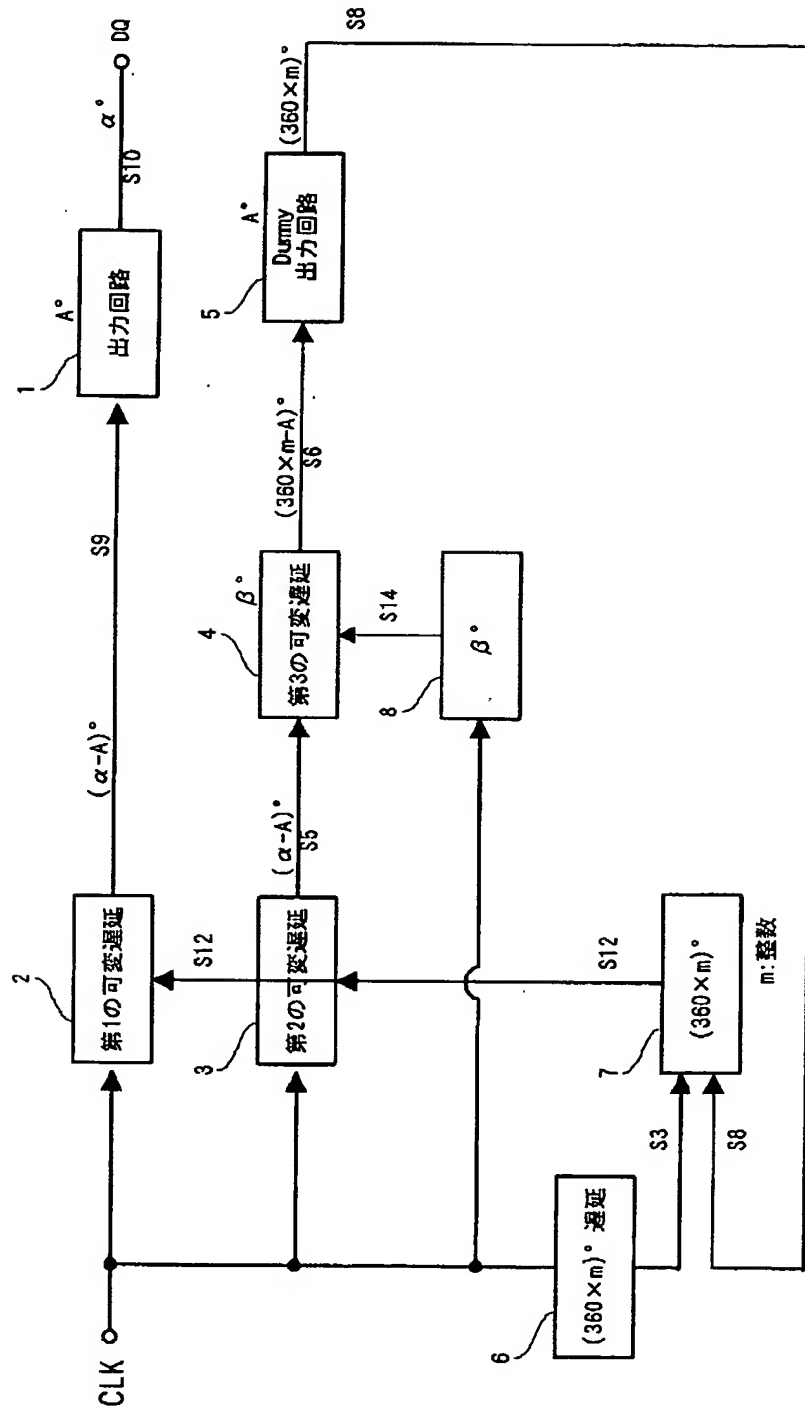 CLK
2
第1の可変遅延
(α-A)°
S9
1
A°
出力回路
α°
S10
DQ
S12
3
第2の可変遅延
(α-A)°
S5
4
β°
第3の可変遅延
(360×m-A)°
S6
5
A°
Dummy
出力回路
(360×m)°
S8
S14
8
β°
S12
6
(360×m)° 遅延
S3
S8
7
(360×m)°
m:整数